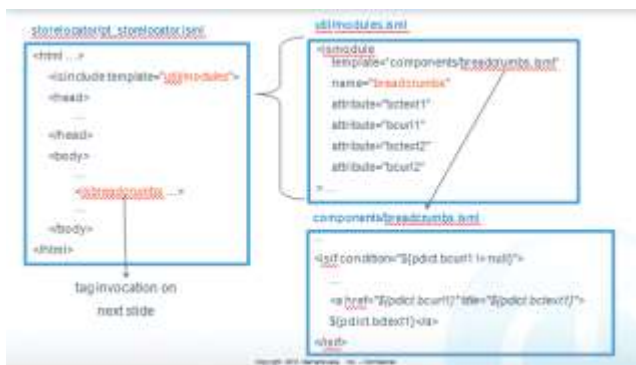 storelocator/pt_storelocator.isml
<html ...>
<isinclude template="util/modules">
<head>
...
</head>
<body>
...
<isbreadcrumbs ...>
...
</body>
</html>
tag invocation on
next slide
util/modules.isml
<ismodule
template="components/breadcrumbs.isml"
name="breadcrumbs"
attribute="bctext1"
attribute="bcurl1"
attribute="bctext2"
attribute="bcurl2"
>...
components/breadcrumbs.isml
...
<isif condition="${pdict.bcurl1 != null}">
...
<a href="${pdict.bcurl1}" title="${pdict.bctext1}">
${pdict.bctext1}</a>
</isif>